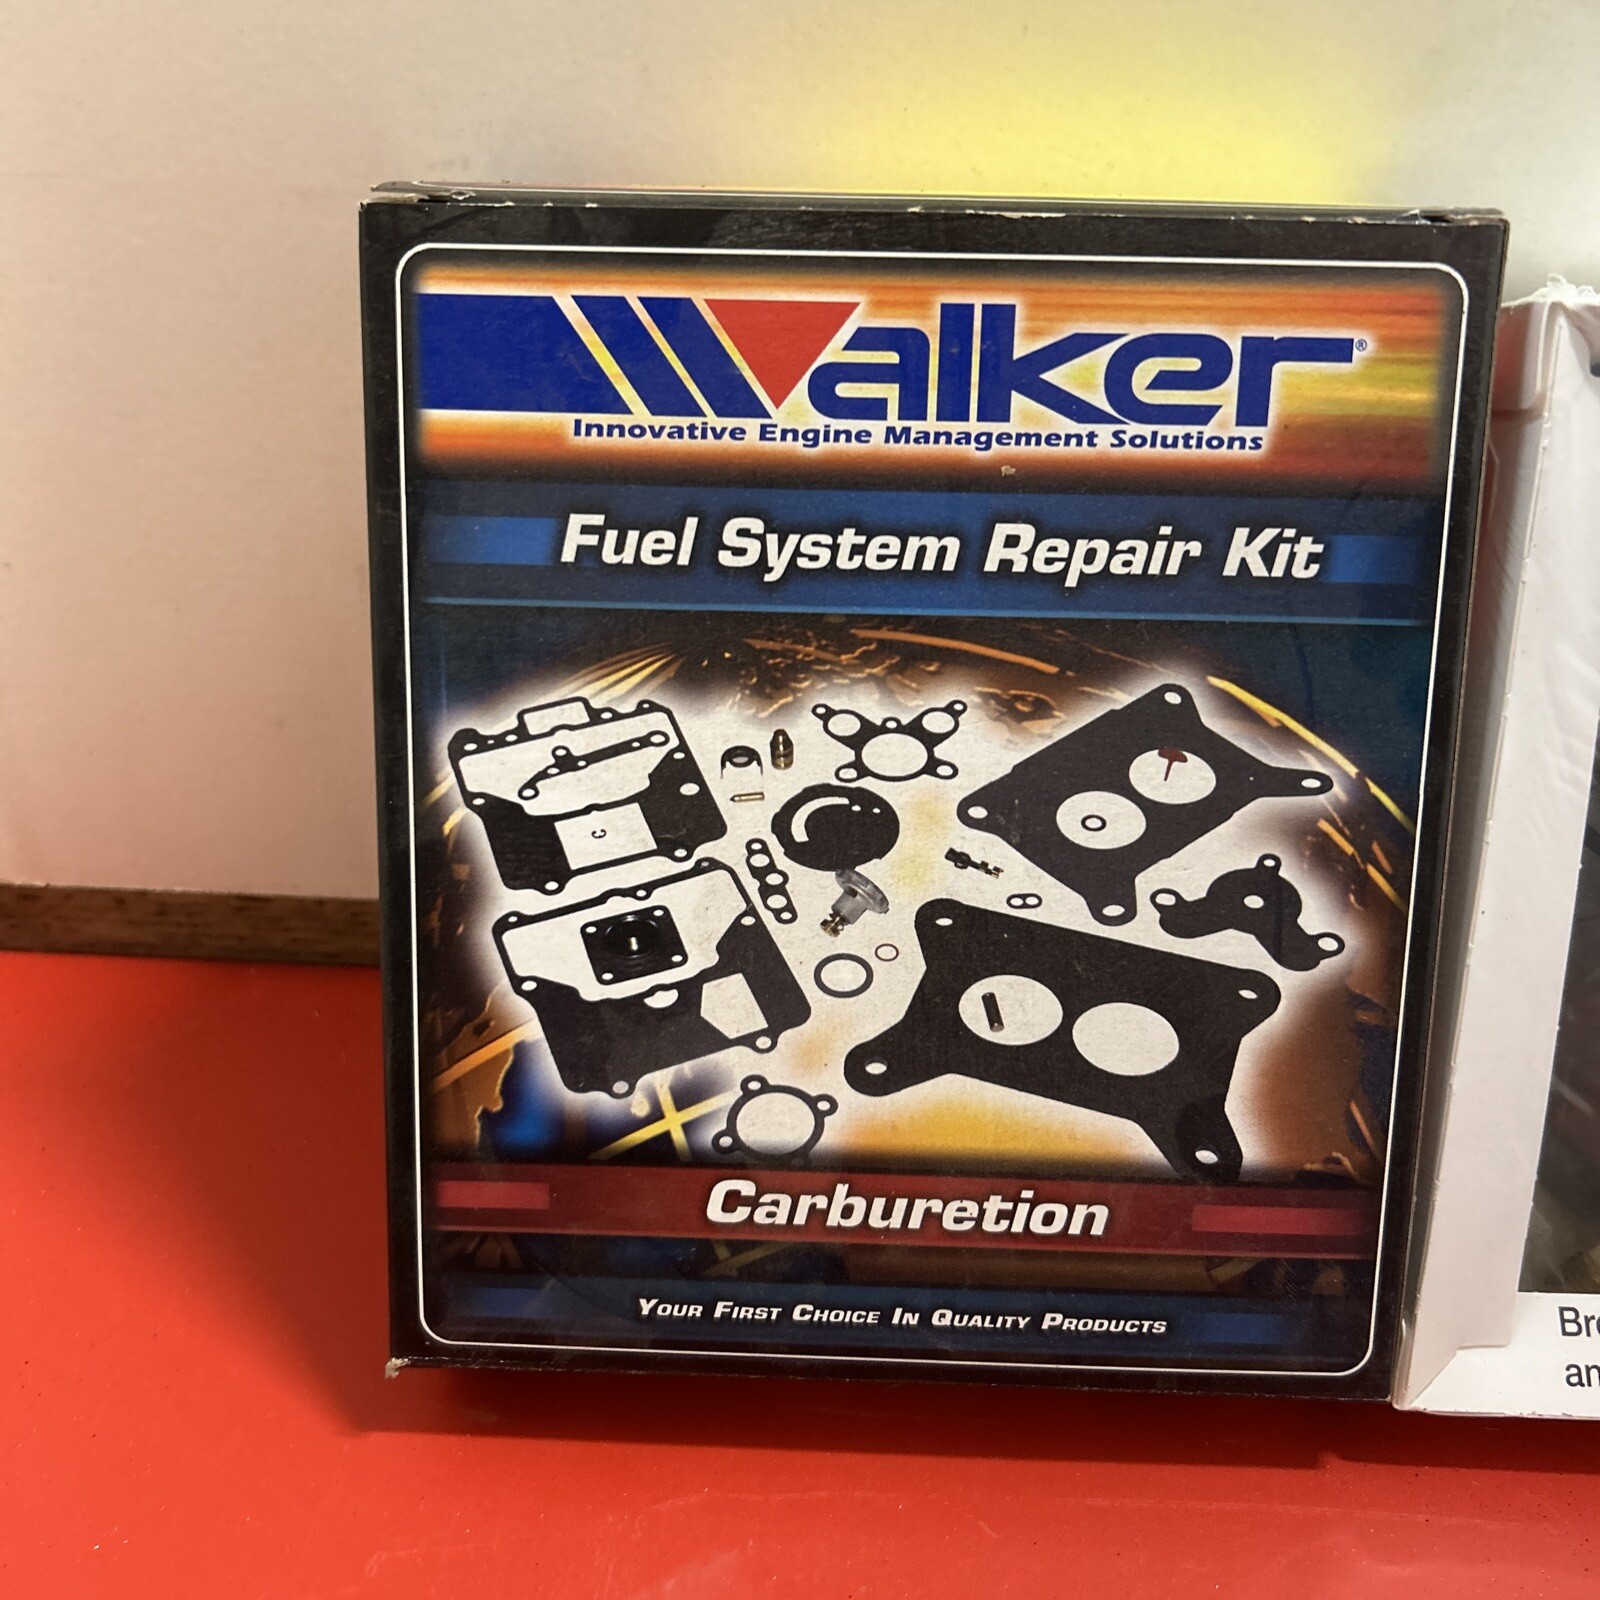 Walker®
Innovative Engine Management Solutions
Fuel System Repair Kit
C
Carburetion
Your First Choice In Quality Products